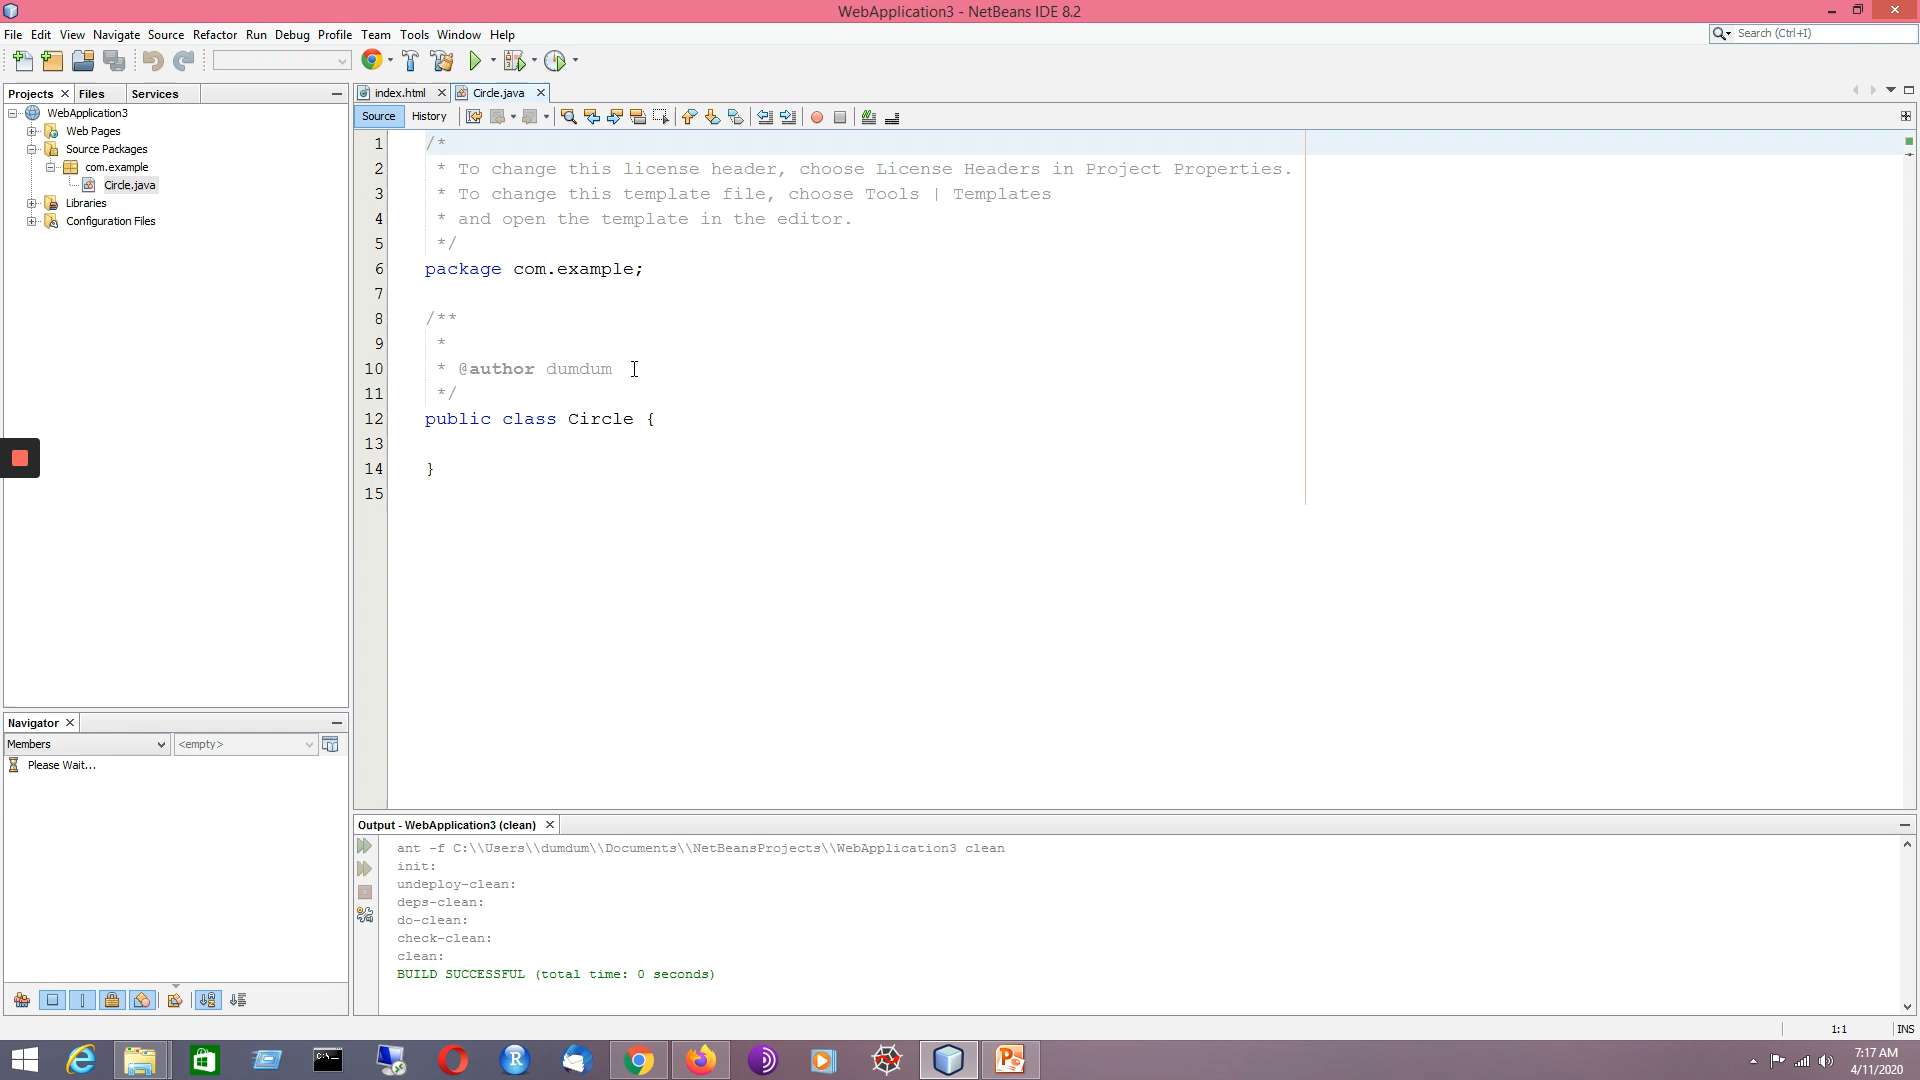 WebApplication3 - NetBeans IDE 8.2
File Edit View Navigate Source Refactor Run Debug Profile Team Tools Window Help
Search (Ctrl+I)
Projects Files Services
WebApplication3
Web Pages
Source Packages
com.example
Circle.java
Libraries
Configuration Files
index.html Circle.java
Source History
1 /*
2 * To change this license header, choose License Headers in Project Properties.
3 * To change this template file, choose Tools | Templates
4 * and open the template in the editor.
5 */
6 package com.example;
7
8 /**
9 *
10 * @author dumdum
11 */
12 public class Circle {
13
14 }
15
Navigator
Members <empty>
Please Wait...
Output - WebApplication3 (clean)
ant -f C:\\Users\\dumdum\\Documents\\NetBeansProjects\\WebApplication3 clean
init:
undeploy-clean:
deps-clean:
do-clean:
check-clean:
clean:
BUILD SUCCESSFUL (total time: 0 seconds)
1:1 INS
7:17 AM
4/11/2020